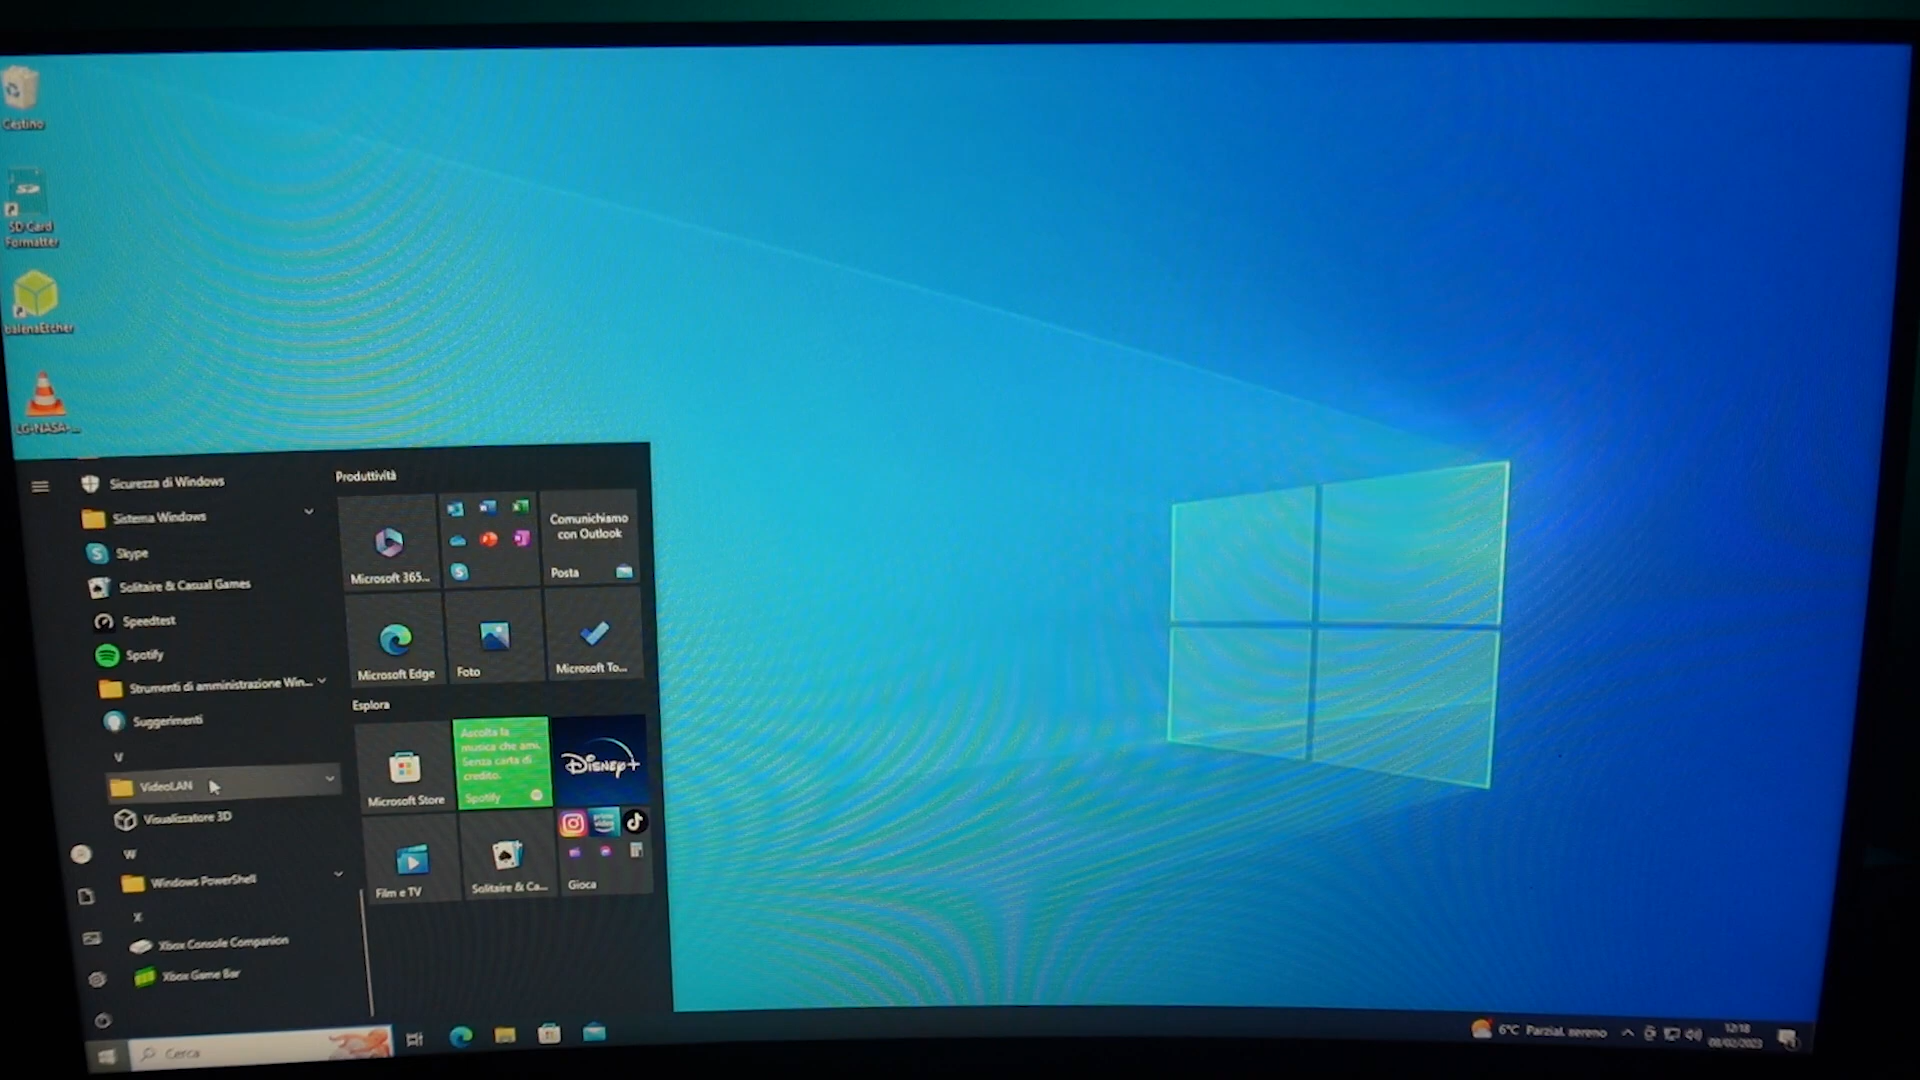 Cestino
SD Card
Formatter
balenaEtcher
LG-NASA-...
Sicurezza di Windows
Sistema Windows
Skype
Solitaire & Casual Games
Speedtest
Spotify
Strumenti di amministrazione Win...
Suggerimenti
V
VideoLAN
Visualizzatore 3D
W
Windows PowerShell
X
Xbox Console Companion
Xbox Game Bar
Produttività
Microsoft 365...
Comunichiamo
con Outlook
Posta
Microsoft Edge
Foto
Microsoft To...
Esplora
Microsoft Store
Ascolta la
musica che ami.
Senza carta di
credito.
Spotify
Disney+
Film e TV
Solitaire & Ca...
prime
video
Gioca
Cerca
6°C Parzial. sereno
12:18
08/02/2023